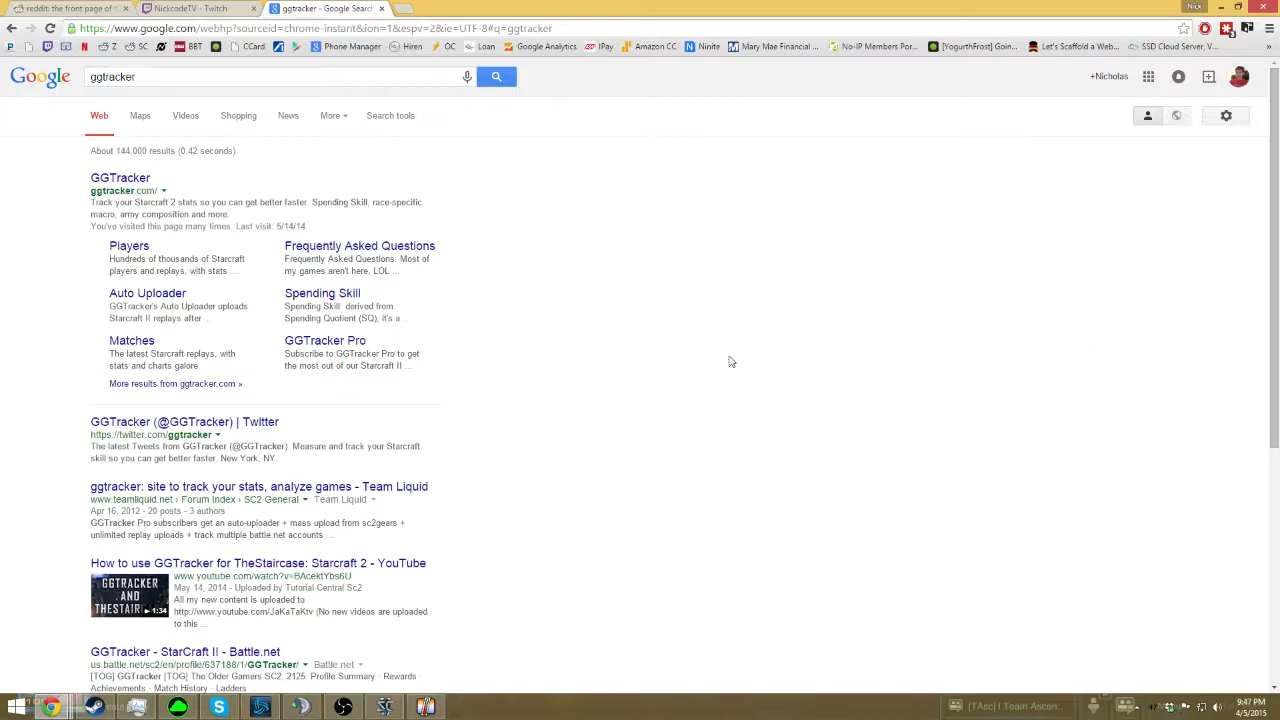 reddit: the front page of t
NickcodeTV - Twitch
ggtracker - Google Search
Nick
https://www.google.com/webhp?sourceid=chrome-instant&ion=1&espv=2&ie=UTF-8#q=ggtracker
Z SC BBT CCard Phone Manager Hiren OC Loan Google Analytics IPay Amazon CC Ninite Mary Mae Financial No-IP Members Por... [YogurthFrost] Goin... Let's Scaffold a Web... SSD Cloud Server, V...
Google ggtracker +Nicholas
Web Maps Videos Shopping News More Search tools
About 144,000 results (0.42 seconds)
GGTracker
ggtracker.com/
Track your Starcraft 2 stats so you can get better faster. Spending Skill, race-specific
macro, army composition and more.
You've visited this page many times. Last visit: 5/14/14
Players
Hundreds of thousands of Starcraft
players and replays, with stats ...
Frequently Asked Questions
Frequently Asked Questions. Most of
my games aren't here, LOL ...
Auto Uploader
GGTracker's Auto Uploader uploads
Starcraft II replays after ...
Spending Skill
Spending Skill. derived from
Spending Quotient (SQ), it's a ...
Matches
The latest Starcraft replays, with
stats and charts galore.
GGTracker Pro
Subscribe to GGTracker Pro to get
the most out of our Starcraft II ...
More results from ggtracker.com »
GGTracker (@GGTracker) | Twitter
https://twitter.com/ggtracker
The latest Tweets from GGTracker (@GGTracker). Measure and track your Starcraft
skill so you can get better faster. New York, NY.
ggtracker: site to track your stats, analyze games - Team Liquid
www.teamliquid.net › Forum Index › SC2 General Team Liquid
Apr 16, 2012 - 20 posts - 3 authors
GGTracker Pro subscribers get an auto-uploader + mass upload from sc2gears +
unlimited replay uploads + track multiple battle.net accounts ...
How to use GGTracker for TheStaircase: Starcraft 2 - YouTube
GGTRACKER
AND
1:34
www.youtube.com/watch?v=BAcektYbs6U
May 14, 2014 - Uploaded by Tutorial Central Sc2
All my new content is uploaded to
http://www.youtube.com/JaKaTaKtv (No new videos are uploaded
to this ...
GGTracker - StarCraft II - Battle.net
us.battle.net/sc2/en/profile/637188/1/GGTracker/ Battle.net
[TOG] GGTracker [TOG] The Older Gamers SC2. 2125. Profile Summary · Rewards ·
Achievements · Match History · Ladders
[TAsc] | Team Ascen...
9:47 PM
4/5/2015